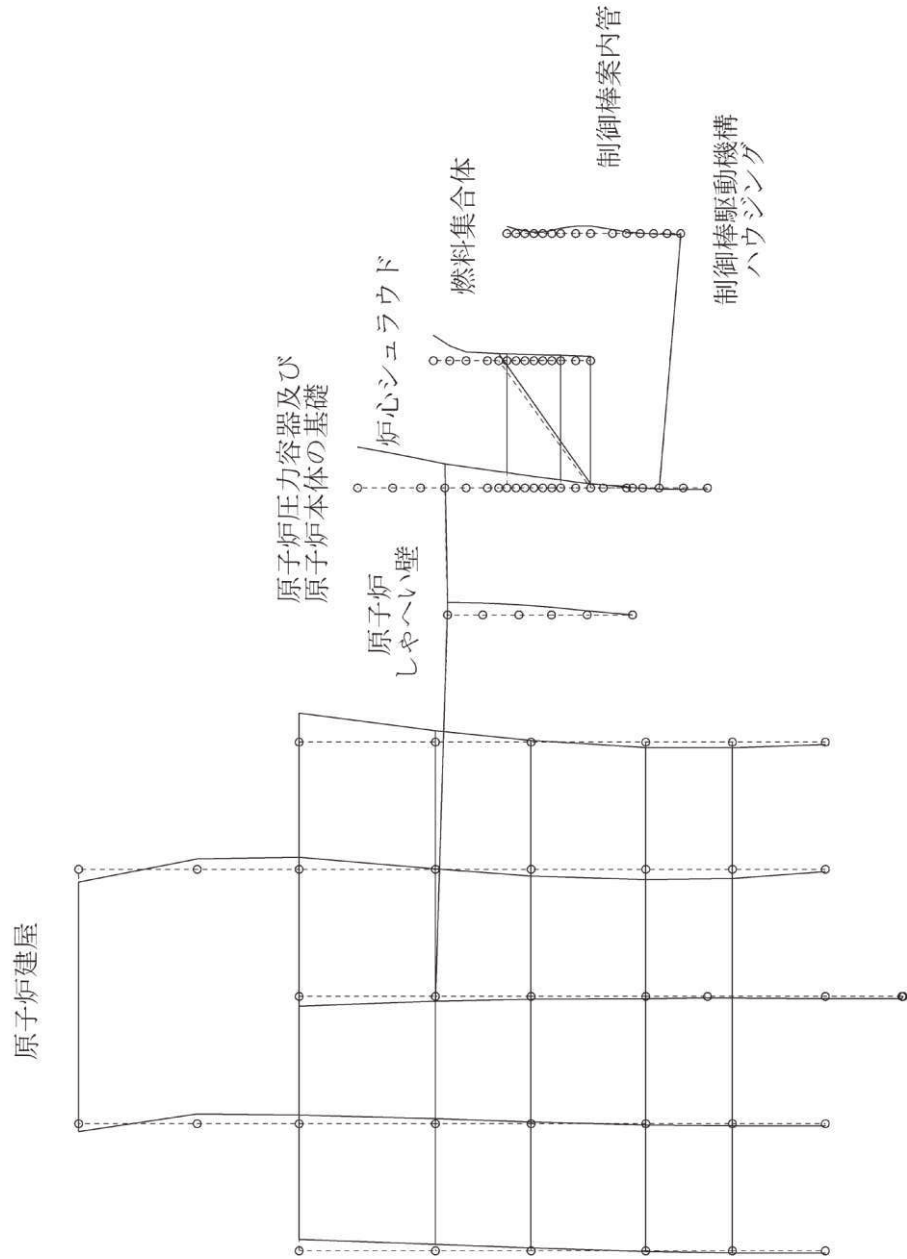 原子炉建屋
原子炉
しゃへい壁
原子炉圧力容器及び
原子炉本体の基礎
炉心シュラウド
燃料集合体
制御棒案内管
制御棒駆動機構
ハウジング